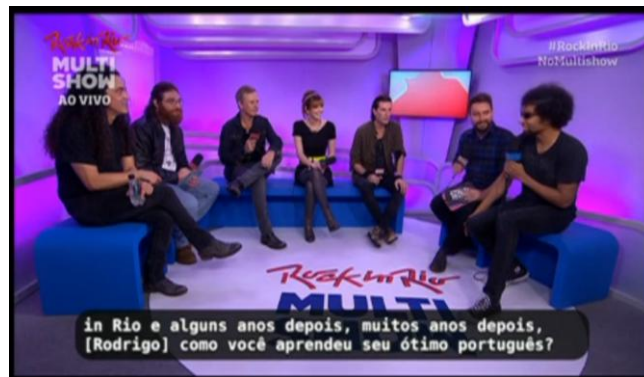 Rock in Rio
MULTI
SHOW
AO VIVO
#RockInRio
NoMultishow
Rock in Rio
MULTI
in Rio e alguns anos depois, muitos anos depois,
[Rodrigo] como você aprendeu seu ótimo português?